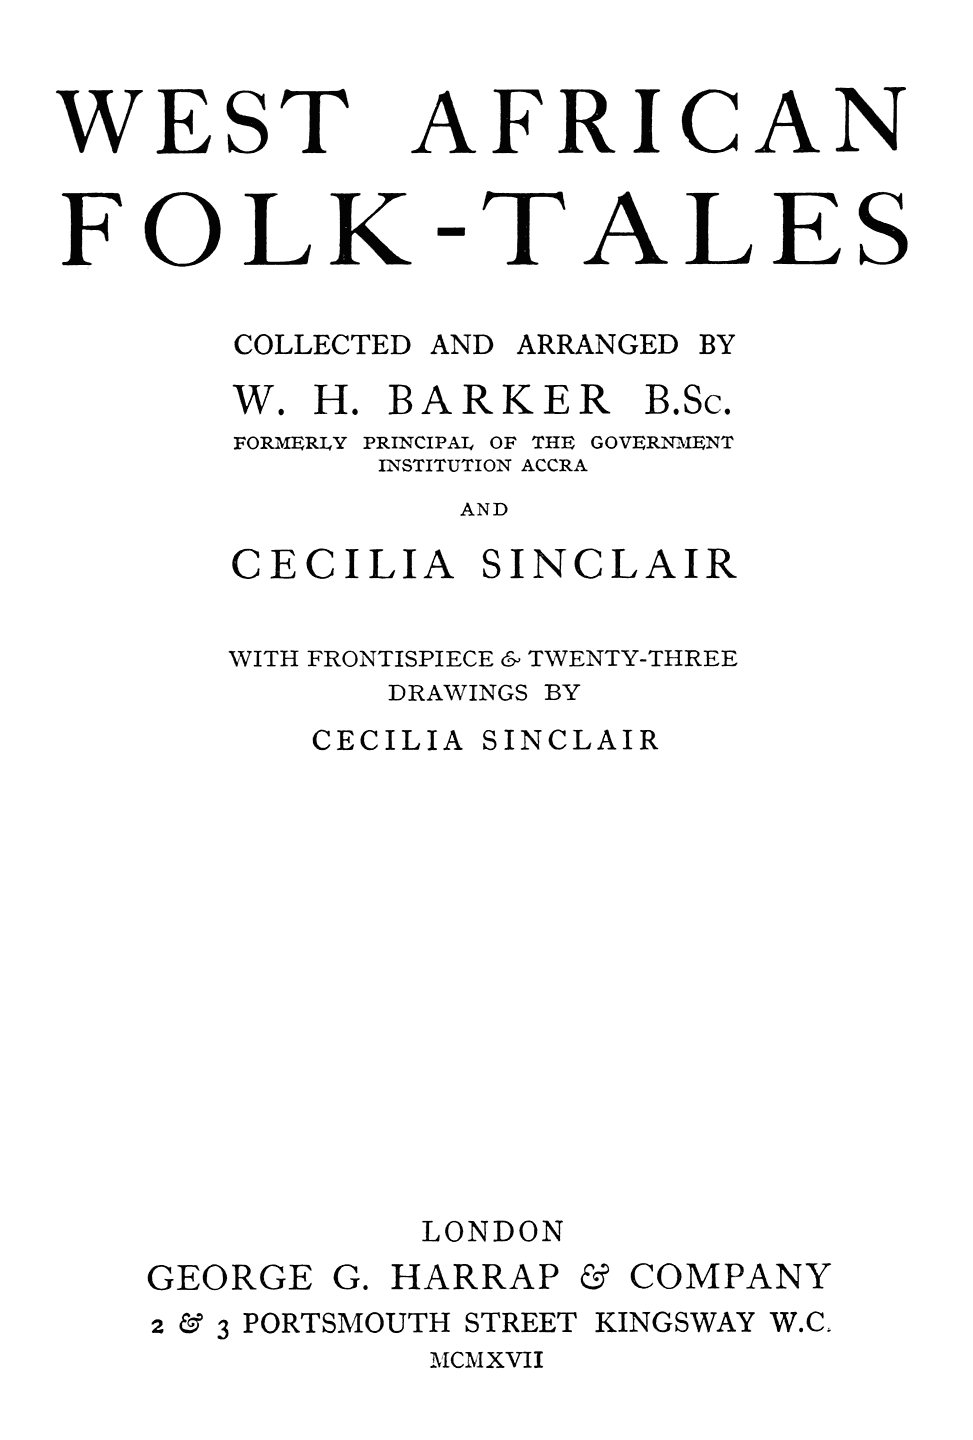 WEST AFRICAN
FOLK-TALES
COLLECTED AND ARRANGED BY
W. H. BARKER B.Sc.
FORMERLY PRINCIPAL OF THE GOVERNMENT
INSTITUTION ACCRA
AND
CECILIA SINCLAIR
WITH FRONTISPIECE & TWENTY-THREE
DRAWINGS BY
CECILIA SINCLAIR
LONDON
GEORGE G. HARRAP & COMPANY
2 & 3 PORTSMOUTH STREET KINGSWAY W.C.
MCMXVII